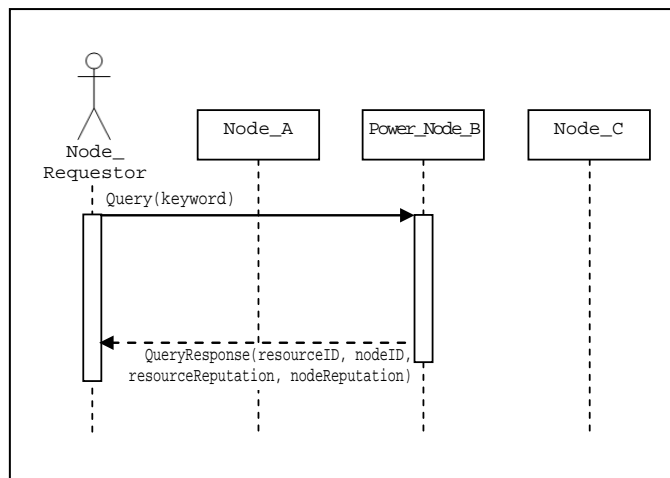 Node_
Requestor
Node_A
Power_Node_B
Node_C
Query(keyword)
QueryResponse(resourceID, nodeID,
resourceReputation, nodeReputation)